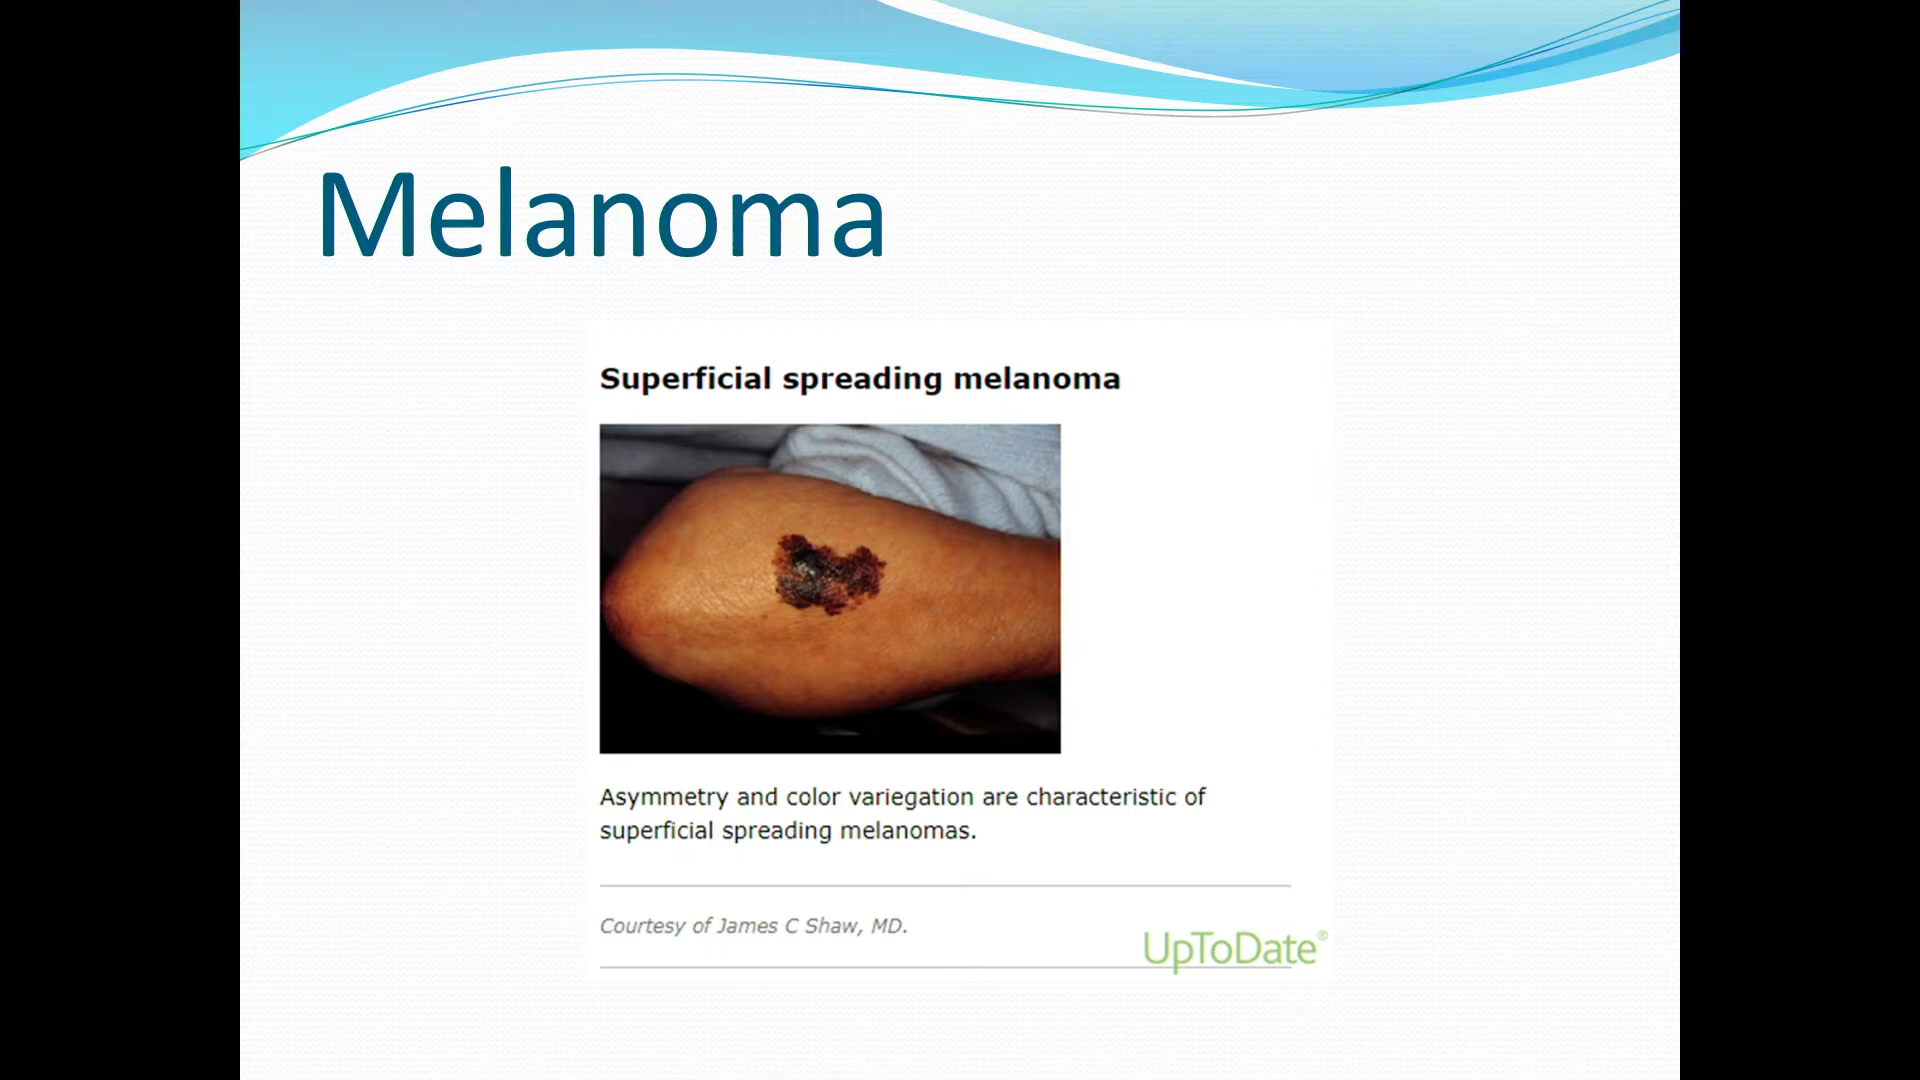 Melanoma
Superficial spreading melanoma
Asymmetry and color variegation are characteristic of
superficial spreading melanomas.
Courtesy of James C Shaw, MD.
UpToDate®